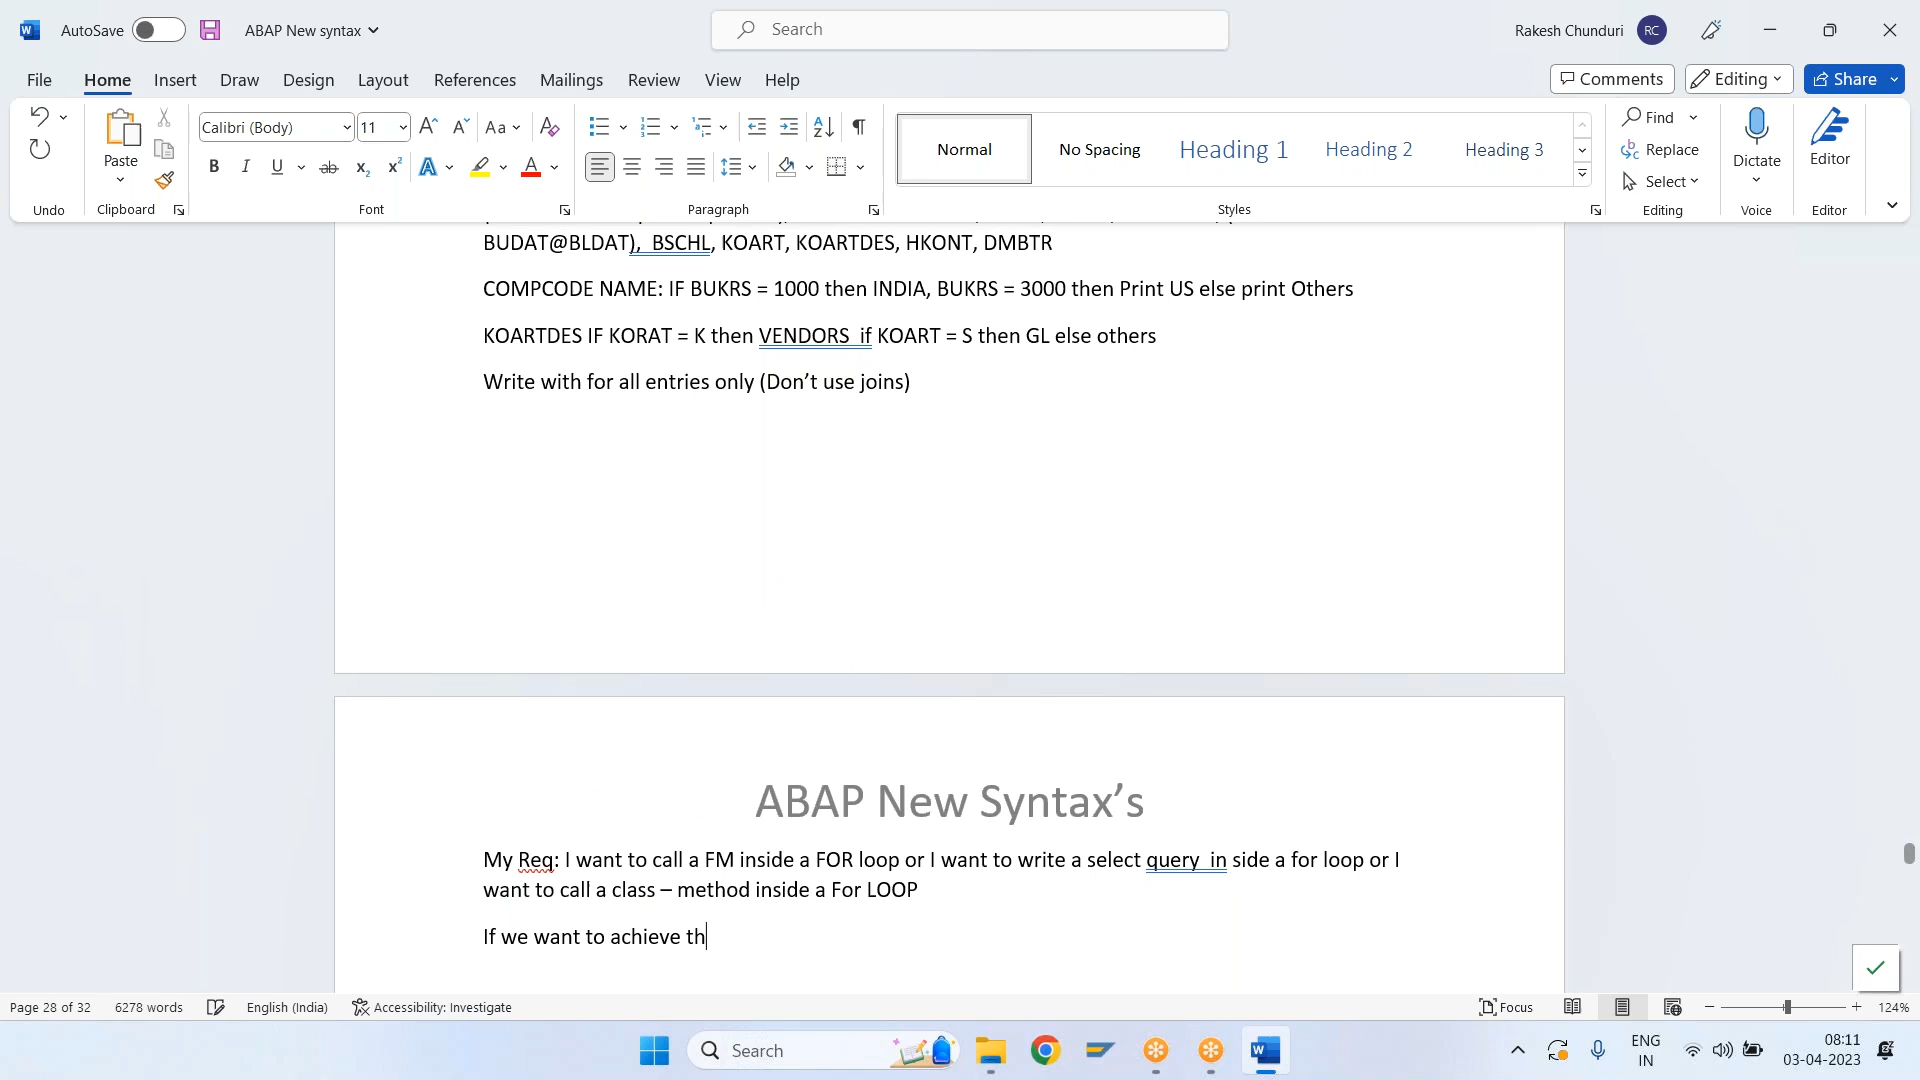 AutoSave
ABAP New syntax
Search
Rakesh Chunduri
RC
File
Home
Insert
Draw
Design
Layout
References
Mailings
Review
View
Help
Comments
Editing
Share
Paste
Calibri (Body)
11
Aa
B I U ab
Normal
No Spacing
Heading 1
Heading 2
Heading 3
Find
Replace
Select
Dictate
Editor
Undo
Clipboard
Font
Paragraph
Styles
Editing
Voice
Editor
BUDAT@BLDAT),  BSCHL, KOART, KOARTDES, HKONT, DMBTR
COMPCODE NAME: IF BUKRS = 1000 then INDIA, BUKRS = 3000 then Print US else print Others
KOARTDES IF KORAT = K then VENDORS  if KOART = S then GL else others
Write with for all entries only (Don’t use joins)
ABAP New Syntax’s
My Req: I want to call a FM inside a FOR loop or I want to write a select query  in side a for loop or I
want to call a class – method inside a For LOOP
If we want to achieve th
Page 28 of 32
6278 words
English (India)
Accessibility: Investigate
Focus
124%
Search
ENG
IN
08:11
03-04-2023